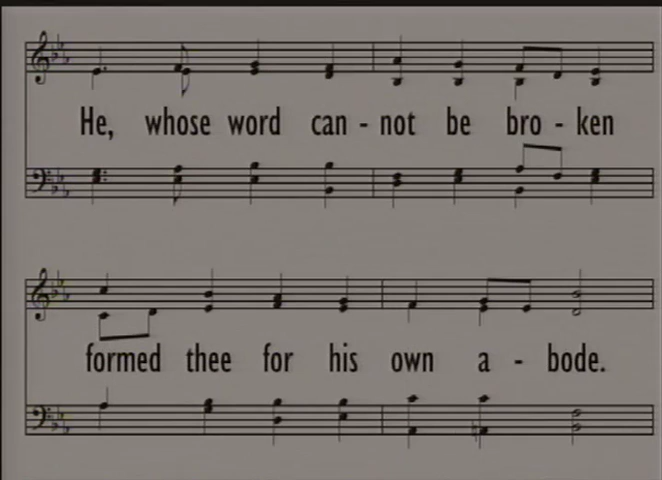 He, whose word can - not be bro - ken
formed thee for his own a - bode.